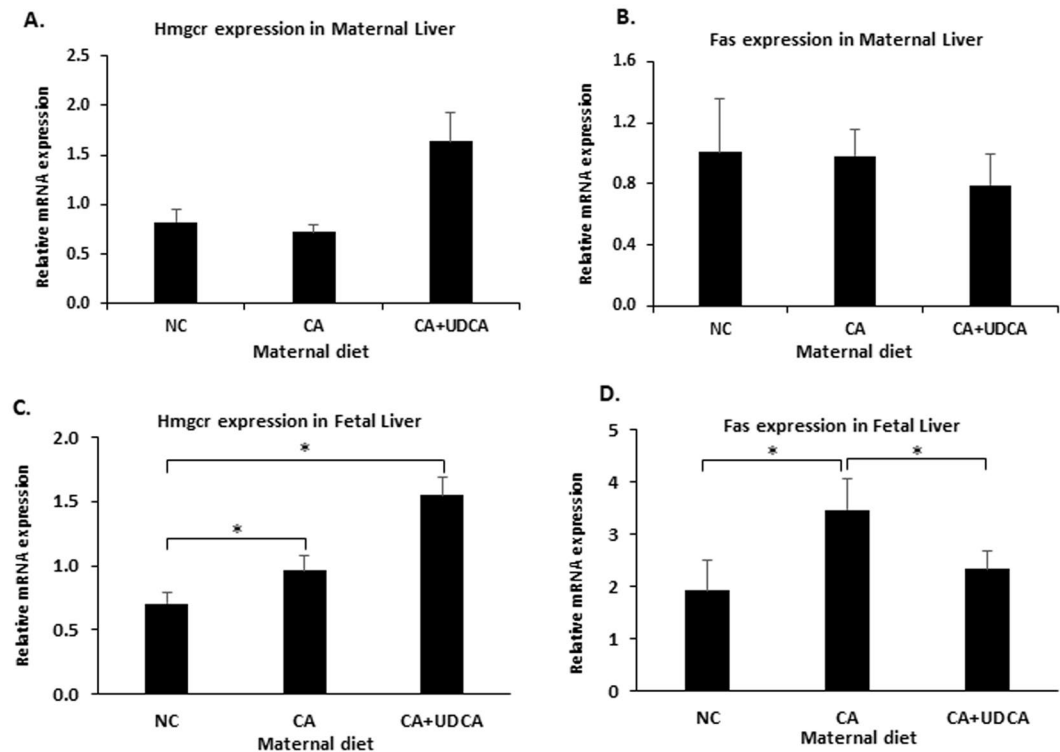 A.
Hmgcr expression in Maternal Liver
2.5
2.0
1.5
1.0
0.5
0.0
Relative mRNA expression
NC CA CA+UDCA
Maternal diet
B.
Fas expression in Maternal Liver
1.6
1.2
0.8
0.4
0.0
Relative mRNA expression
NC CA CA+UDCA
Maternal diet
C.
Hmgcr expression in Fetal Liver
2.0
1.5
1.0
0.5
0.0
Relative mRNA expression
*
*
NC CA CA+UDCA
Maternal diet
D.
Fas expression in Fetal Liver
5
4
3
2
1
0
Relative mRNA expression
* *
NC CA CA+UDCA
Maternal diet